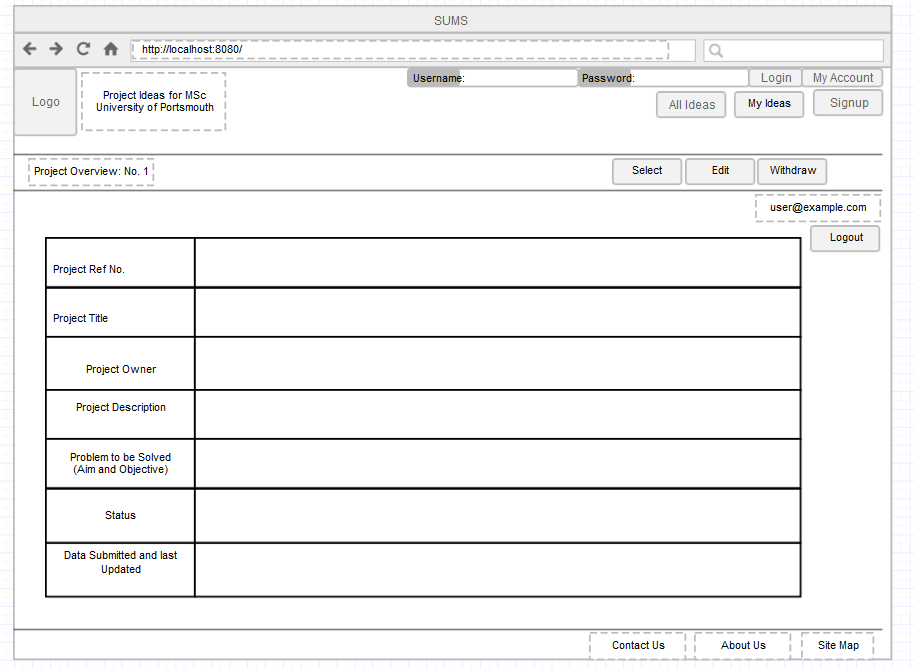 SUMS
http://localhost:8080/
Logo
Project Ideas for MSc
University of Portsmouth
Username:
Password:
Login
My Account
All Ideas
My Ideas
Signup
Project Overview: No. 1
Select
Edit
Withdraw
user@example.com
Logout
Project Ref No.
Project Title
Project Owner
Project Description
Problem to be Solved
(Aim and Objective)
Status
Data Submitted and last
Updated
Contact Us
About Us
Site Map